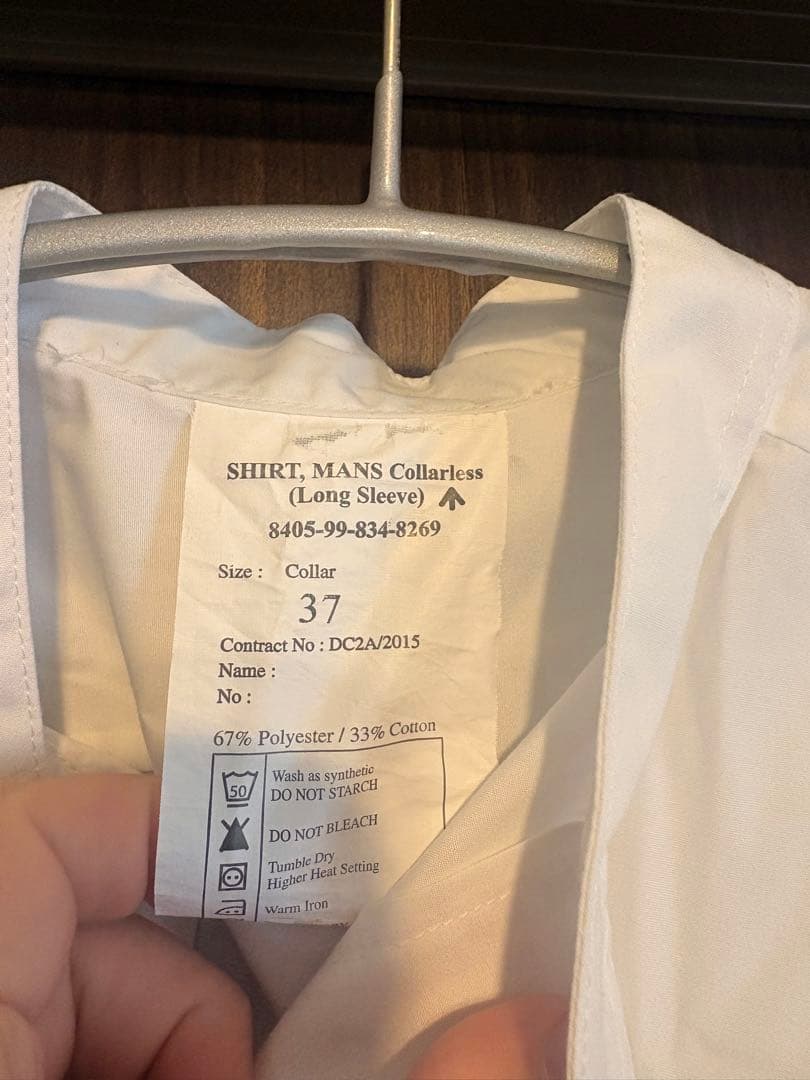 SHIRT, MANS Collarless
(Long Sleeve)
8405-99-834-8269
Size : Collar
37
Contract No : DC2A/2015
Name :
No :
67% Polyester / 33% Cotton
50
Wash as synthetic
DO NOT STARCH
DO NOT BLEACH
Tumble Dry
Higher Heat Setting
Warm Iron